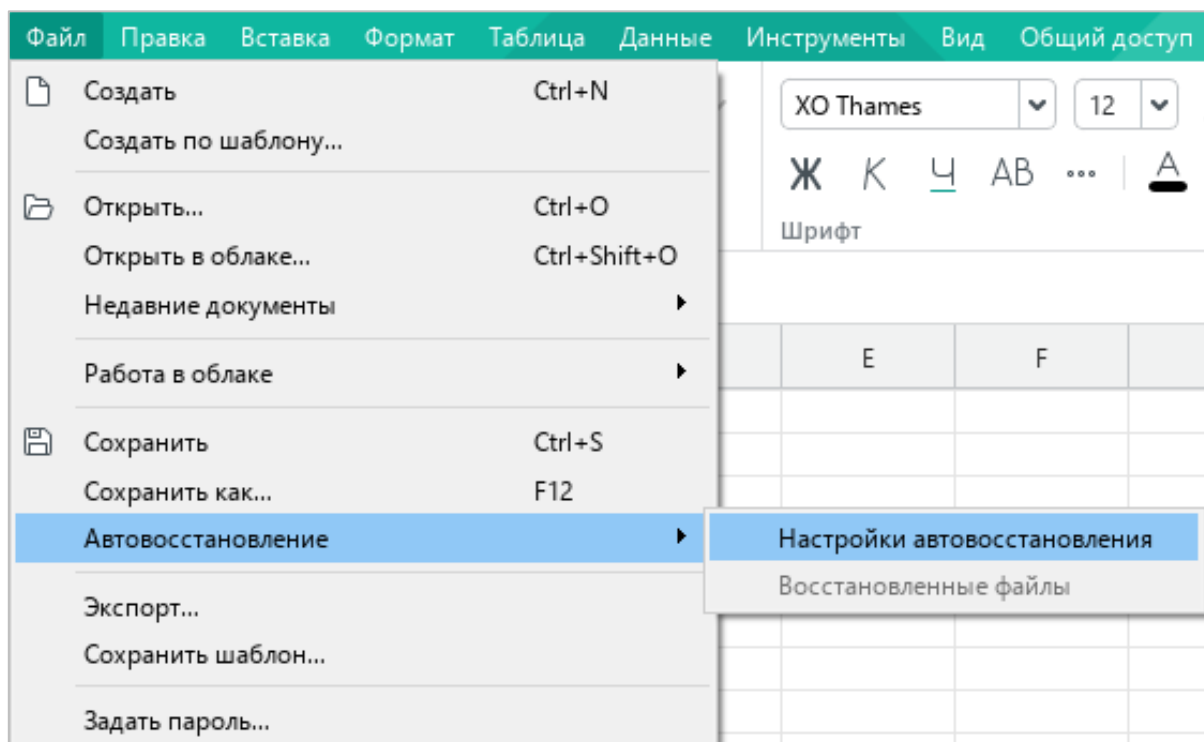 Файл Правка Вставка Формат Таблица Данные Инструменты Вид Общий доступ
Создать Ctrl+N
Создать по шаблону...
Открыть... Ctrl+O
Открыть в облаке... Ctrl+Shift+O
Недавние документы
Работа в облаке
Сохранить Ctrl+S
Сохранить как... F12
Автовосстановление
Экспорт...
Сохранить шаблон...
Задать пароль...
Настройки автовосстановления
Восстановленные файлы
XO Thames 12
Ж К Ч АВ ... А
Шрифт
E F